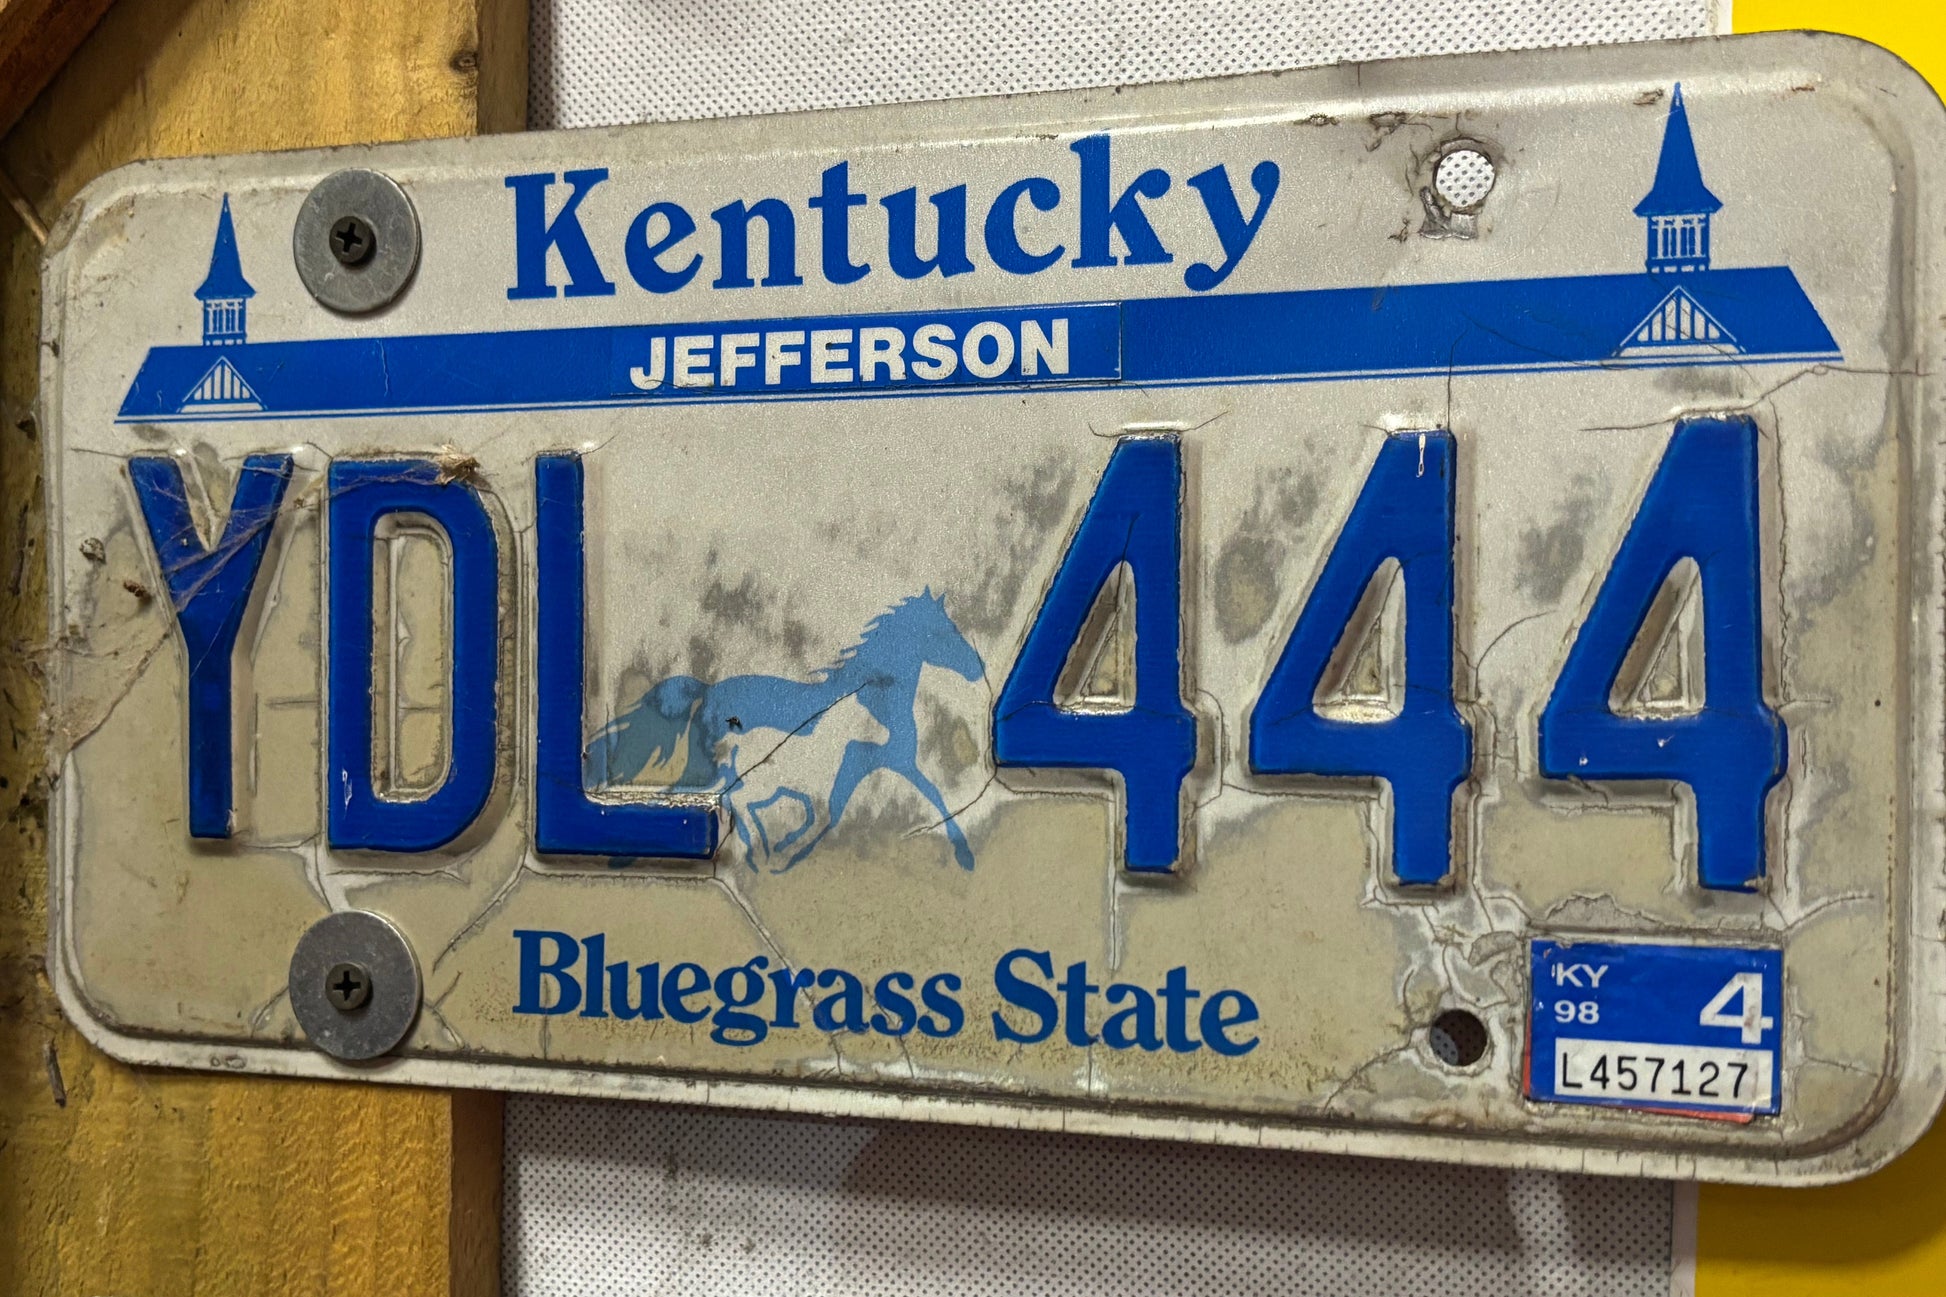 Kentucky
JEFFERSON
YDL 444
Bluegrass State
KY 4
98
L457127